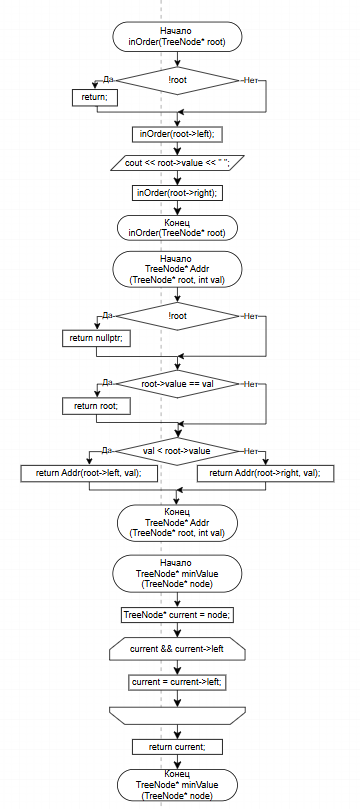 Начало
inOrder(TreeNode* root)
!root
Да
Нет
return;
inOrder(root->left);
cout << root->value << " ";
inOrder(root->right);
Конец
inOrder(TreeNode* root)
Начало
TreeNode* Addr
(TreeNode* root, int val)
!root
Да
Нет
return nullptr;
root->value == val
Да
Нет
return root;
val < root->value
Да
Нет
return Addr(root->left, val);
return Addr(root->right, val);
Конец
TreeNode* Addr
(TreeNode* root, int val)
Начало
TreeNode* minValue
(TreeNode* node)
TreeNode* current = node;
current && current->left
current = current->left;
return current;
Конец
TreeNode* minValue
(TreeNode* node)